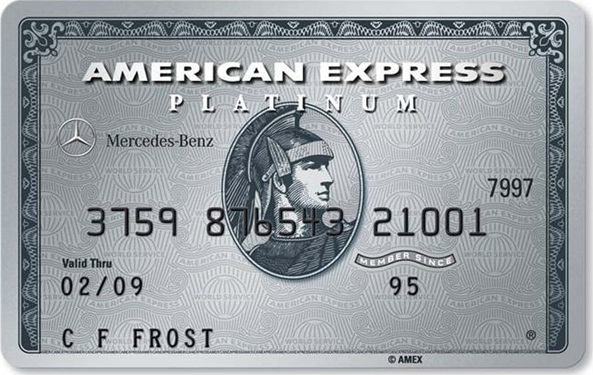 AMERICAN EXPRESS
PLATINUM
Mercedes-Benz
7997
3759 876543 21001
Valid Thru
MEMBER SINCE
02/09 95
C F FROST ®
© AMEX